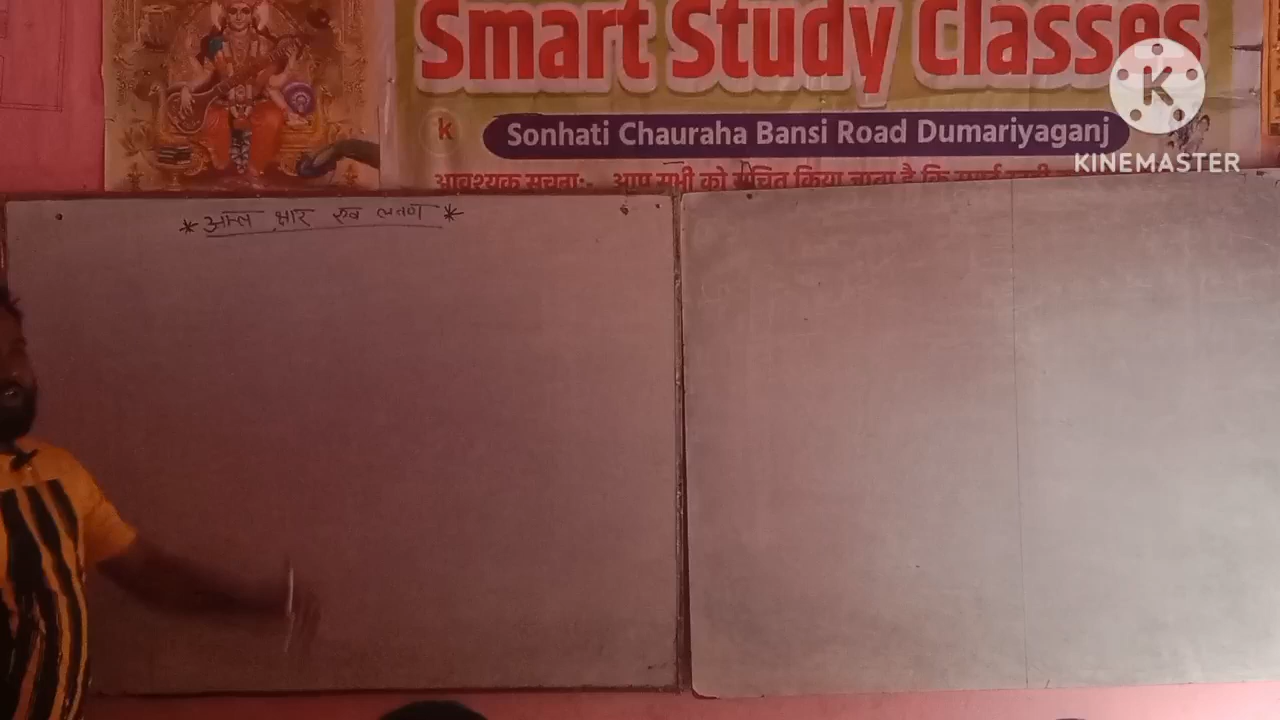 Smart Study Classes
k Sonhati Chauraha Bansi Road Dumariyaganj
K
KINEMASTER
आवश्यक सूचना:- आप सभी को सूचित किया जाता है कि
* अम्ल क्षार एवं लवण *